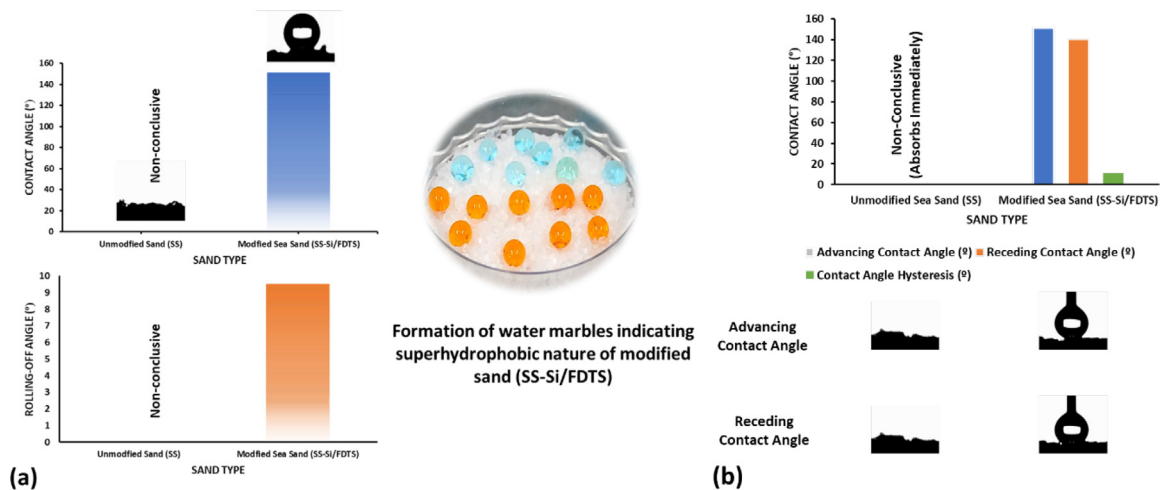 160
140
120
100
80
60
40
20
0
CONTACT ANGLE (°)
Non-conclusive
Unmodified Sand (SS)
Modfied Sea Sand (SS-Si/FDTS)
SAND TYPE
10
9
8
7
6
5
4
3
2
1
0
ROLLING-OFF ANGLE (°)
Non-conclusive
Unmodified Sand (SS)
Modfied Sea Sand (SS-Si/FDTS)
SAND TYPE
(a)
Formation of water marbles indicating
superhydrophobic nature of modified
sand (SS-Si/FDTS)
160
140
120
100
80
60
40
20
0
CONTACT ANGLE (°)
Non-Conclusive
(Absorbs Immediately)
Unmodified Sea Sand (SS)
Modified Sea Sand (SS-Si/FDTS)
SAND TYPE
Advancing Contact Angle (º)
Receding Contact Angle (º)
Contact Angle Hysteresis (º)
Advancing
Contact Angle
Receding
Contact Angle
(b)